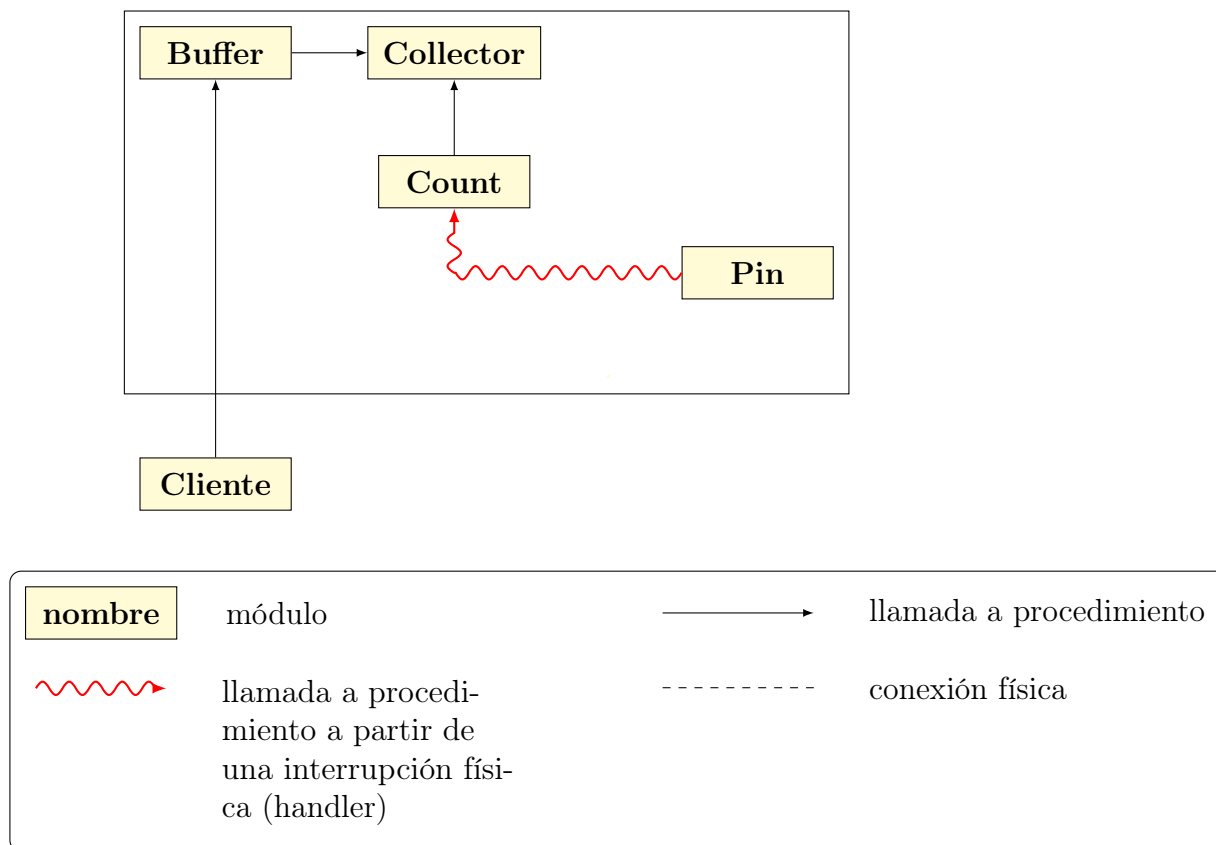 Buffer
Collector
Count
Pin
Cliente
nombre
módulo
llamada a procedimiento
llamada a procedi-
miento a partir de
una interrupción físi-
ca (handler)
conexión física